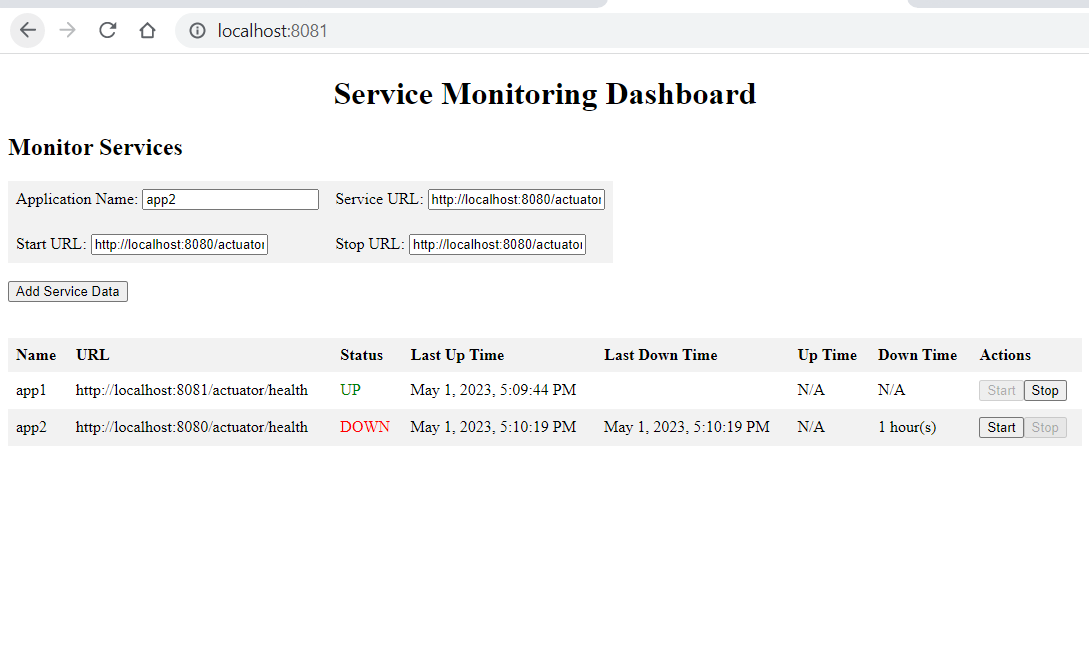 localhost:8081
Service Monitoring Dashboard
Monitor Services
Application Name: app2 Service URL: http://localhost:8080/actuator
Start URL: http://localhost:8080/actuator Stop URL: http://localhost:8080/actuator
Add Service Data
Name URL Status Last Up Time Last Down Time Up Time Down Time Actions
app1 http://localhost:8081/actuator/health UP May 1, 2023, 5:09:44 PM N/A N/A Start Stop
app2 http://localhost:8080/actuator/health DOWN May 1, 2023, 5:10:19 PM May 1, 2023, 5:10:19 PM N/A 1 hour(s) Start Stop